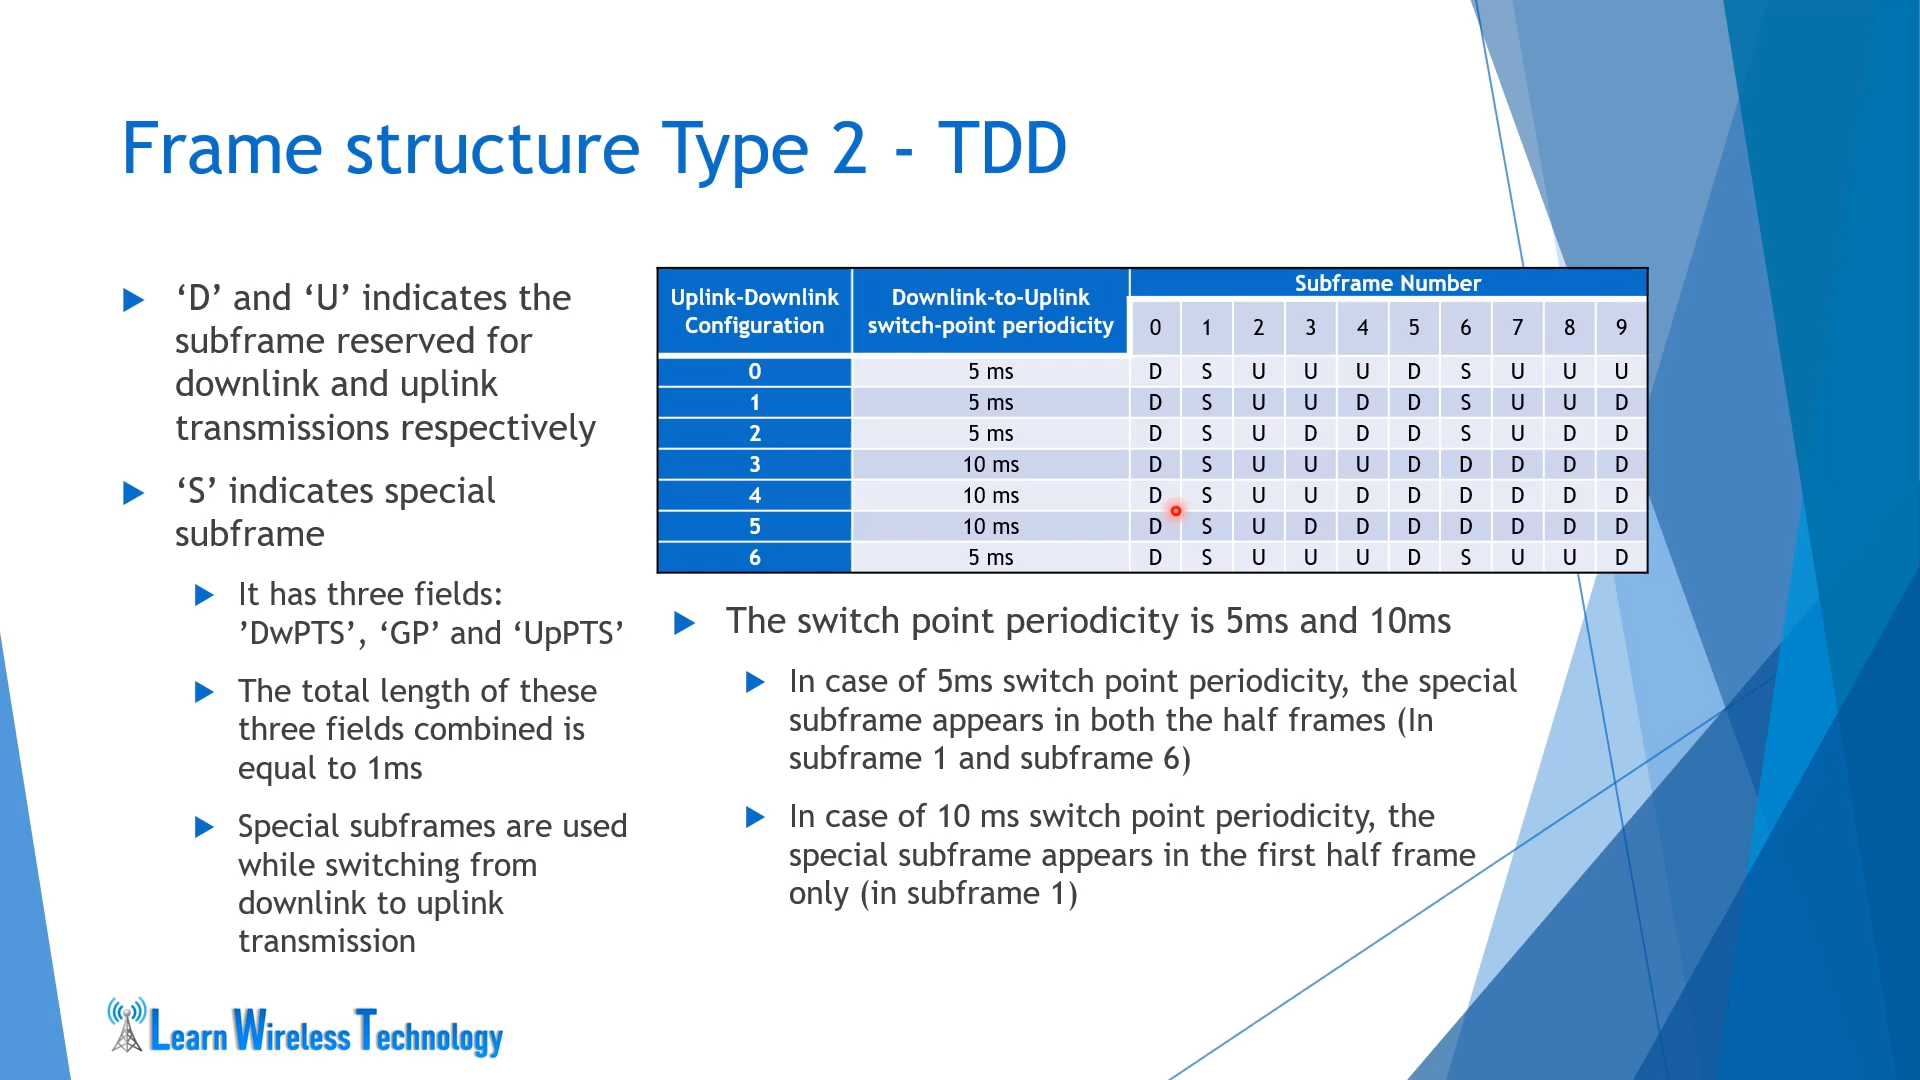 Frame structure Type 2 - TDD
‘D’ and ‘U’ indicates the
subframe reserved for
downlink and uplink
transmissions respectively
‘S’ indicates special
subframe
It has three fields:
’DwPTS’, ‘GP’ and ‘UpPTS’
The total length of these
three fields combined is
equal to 1ms
Special subframes are used
while switching from
downlink to uplink
transmission
Uplink-Downlink
Configuration
Downlink-to-Uplink
switch-point periodicity
Subframe Number
0 1 2 3 4 5 6 7 8 9
0 5 ms D S U U U D S U U U
1 5 ms D S U U D D S U U D
2 5 ms D S U D D D S U D D
3 10 ms D S U U U D D D D D
4 10 ms D S U U D D D D D D
5 10 ms D S U D D D D D D D
6 5 ms D S U U U D S U U D
The switch point periodicity is 5ms and 10ms
In case of 5ms switch point periodicity, the special
subframe appears in both the half frames (In
subframe 1 and subframe 6)
In case of 10 ms switch point periodicity, the
special subframe appears in the first half frame
only (in subframe 1)
Learn Wireless Technology